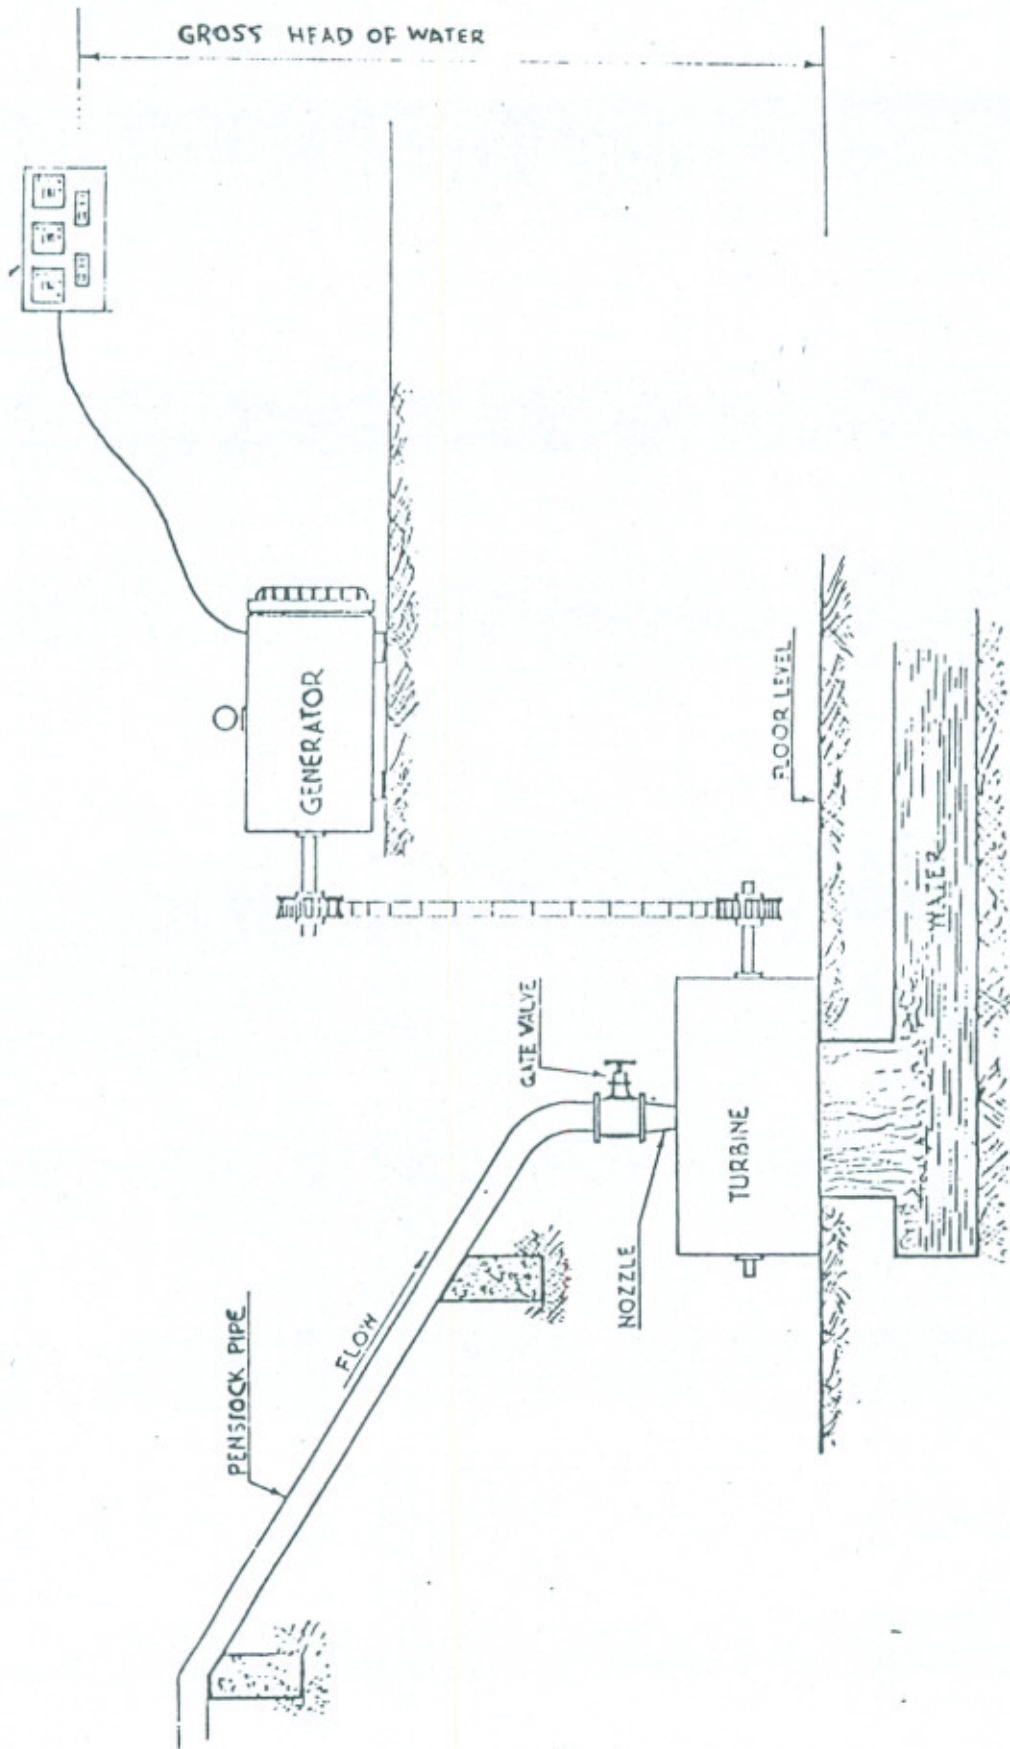 GROSS HEAD OF WATER
GENERATOR
FLOOR LEVEL
WATER
GATE VALVE
TURBINE
NOZZLE
FLOW
PENSTOCK PIPE